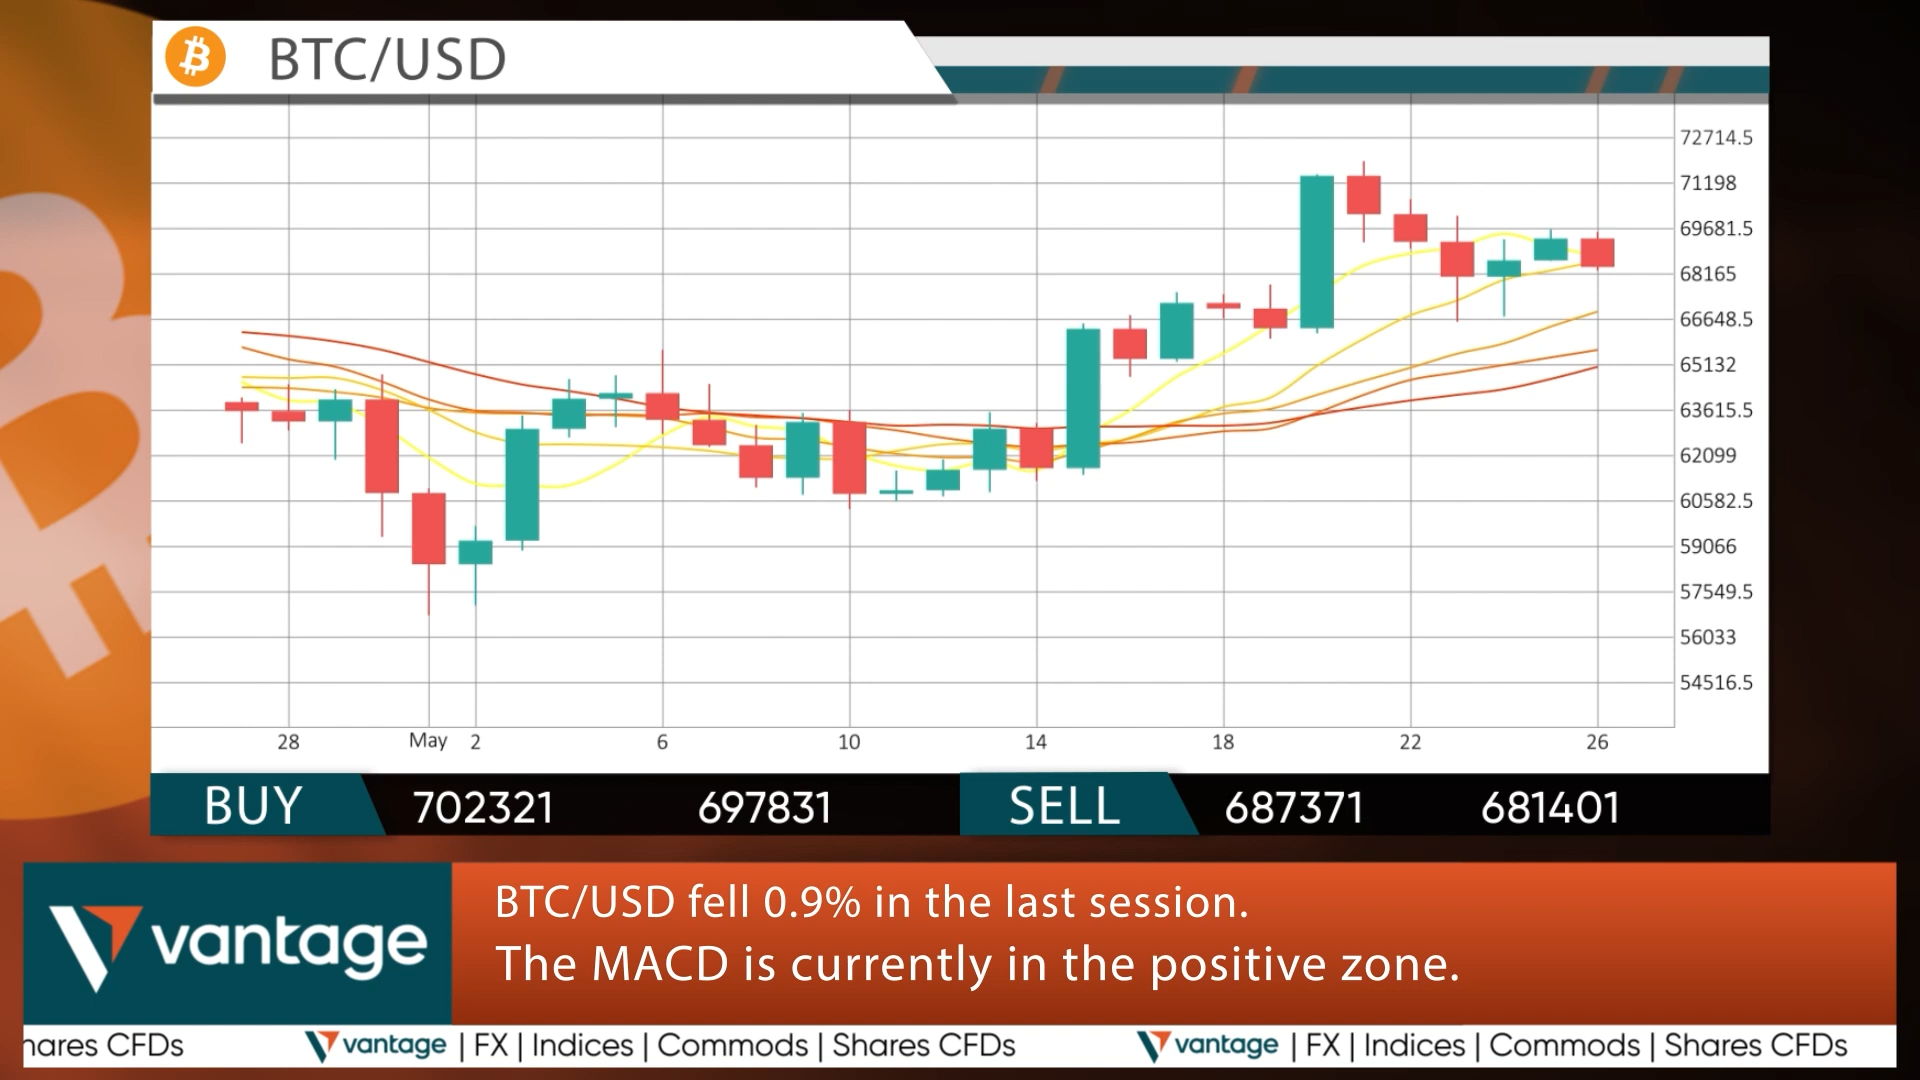 BTC/USD
72714.5
71198
69681.5
68165
66648.5
65132
63615.5
62099
60582.5
59066
57549.5
56033
54516.5
28 May 2 6 10 14 18 22 26
BUY 702321 697831 SELL 687371 681401
vantage
BTC/USD fell 0.9% in the last session.
The MACD is currently in the positive zone.
hares CFDs vantage | FX | Indices | Commods | Shares CFDs vantage | FX | Indices | Commods | Shares CFDs